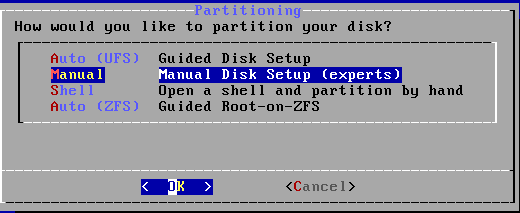 Partitioning
How would you like to partition your disk?
Auto (UFS) Guided Disk Setup
Manual Manual Disk Setup (experts)
Shell Open a shell and partition by hand
Auto (ZFS) Guided Root-on-ZFS
< OK > <Cancel>